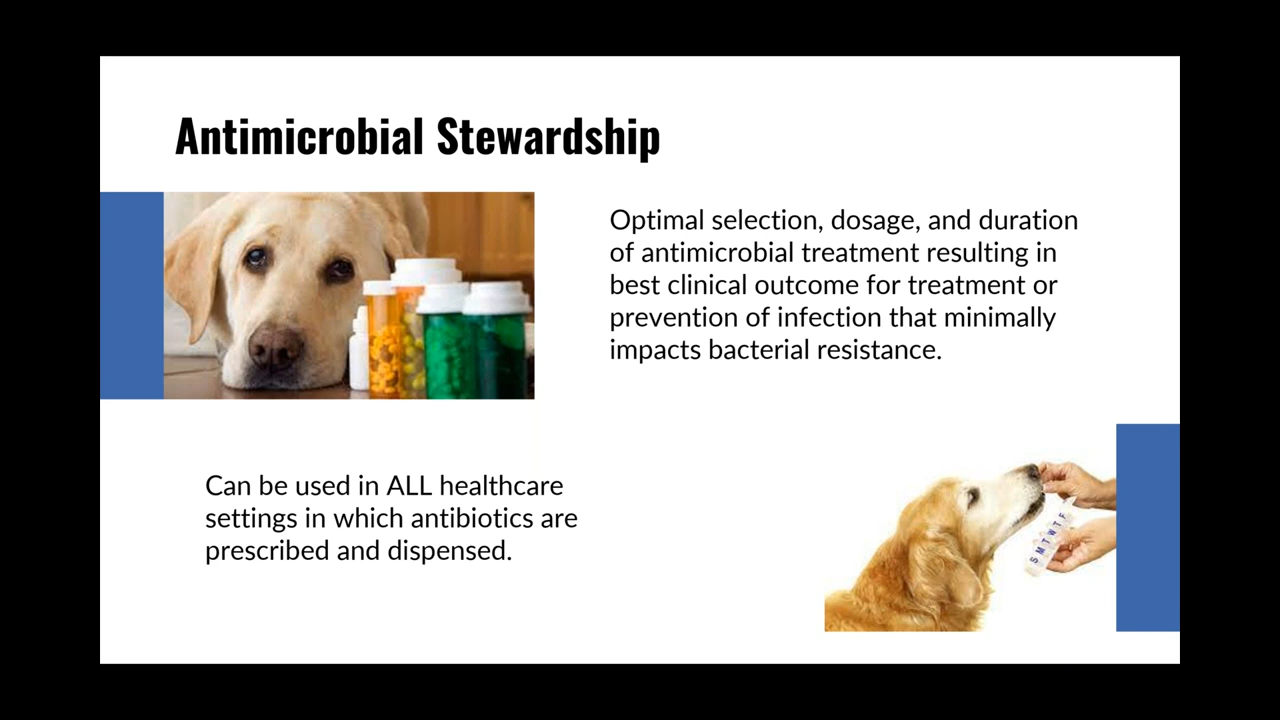 Antimicrobial Stewardship
Optimal selection, dosage, and duration
of antimicrobial treatment resulting in
best clinical outcome for treatment or
prevention of infection that minimally
impacts bacterial resistance.
Can be used in ALL healthcare
settings in which antibiotics are
prescribed and dispensed.
S M T W T F